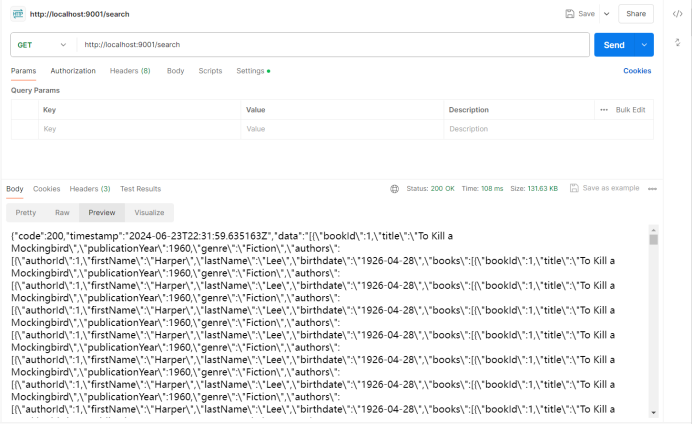 http://localhost:9001/search
Save
Share
GET
http://localhost:9001/search
Send
Params Authorization Headers (8) Body Scripts Settings
Cookies
Query Params
Key Value Description Bulk Edit
Key Value Description
Body Cookies Headers (3) Test Results
Status: 200 OK Time: 108 ms Size: 131.63 KB
Save as example
Pretty Raw Preview Visualize
{"code":200,"timestamp":"2024-06-23T22:31:59.635163Z","data":"[{\"bookId\":1,\"title\":\"To Kill a
Mockingbird\",\"publicationYear\":1960,\"genre\":\"Fiction\",\"authors\":
[{\"authorId\":1,\"firstName\":\"Harper\",\"lastName\":\"Lee\",\"birthdate\":\"1926-04-28\",\"books\":[{\"bookId\":1,\"title\":\"To Kill a
Mockingbird\",\"publicationYear\":1960,\"genre\":\"Fiction\",\"authors\":
[{\"authorId\":1,\"firstName\":\"Harper\",\"lastName\":\"Lee\",\"birthdate\":\"1926-04-28\",\"books\":[{\"bookId\":1,\"title\":\"To Kill a
Mockingbird\",\"publicationYear\":1960,\"genre\":\"Fiction\",\"authors\":
[{\"authorId\":1,\"firstName\":\"Harper\",\"lastName\":\"Lee\",\"birthdate\":\"1926-04-28\",\"books\":[{\"bookId\":1,\"title\":\"To Kill a
Mockingbird\",\"publicationYear\":1960,\"genre\":\"Fiction\",\"authors\":
[{\"authorId\":1,\"firstName\":\"Harper\",\"lastName\":\"Lee\",\"birthdate\":\"1926-04-28\",\"books\":[{\"bookId\":1,\"title\":\"To Kill a
Mockingbird\",\"publicationYear\":1960,\"genre\":\"Fiction\",\"authors\":
[{\"authorId\":1,\"firstName\":\"Harper\",\"lastName\":\"Lee\",\"birthdate\":\"1926-04-28\",\"books\":[{\"bookId\":1,\"title\":\"To Kill a
Mockingbird\",\"publicationYear\":1960,\"genre\":\"Fiction\",\"authors\":
[{\"authorId\":1,\"firstName\":\"Harper\",\"lastName\":\"Lee\",\"birthdate\":\"1926-04-28\",\"books\":[{\"bookId\":1,\"title\":\"To Kill a
Mockingbird\",\"publicationYear\":1960,\"genre\":\"Fiction\",\"authors\":
[{\"authorId\":1,\"firstName\":\"Harper\",\"lastName\":\"Lee\",\"birthdate\":\"1926-04-28\",\"books\":[{\"bookId\":1,\"title\":\"To Kill a